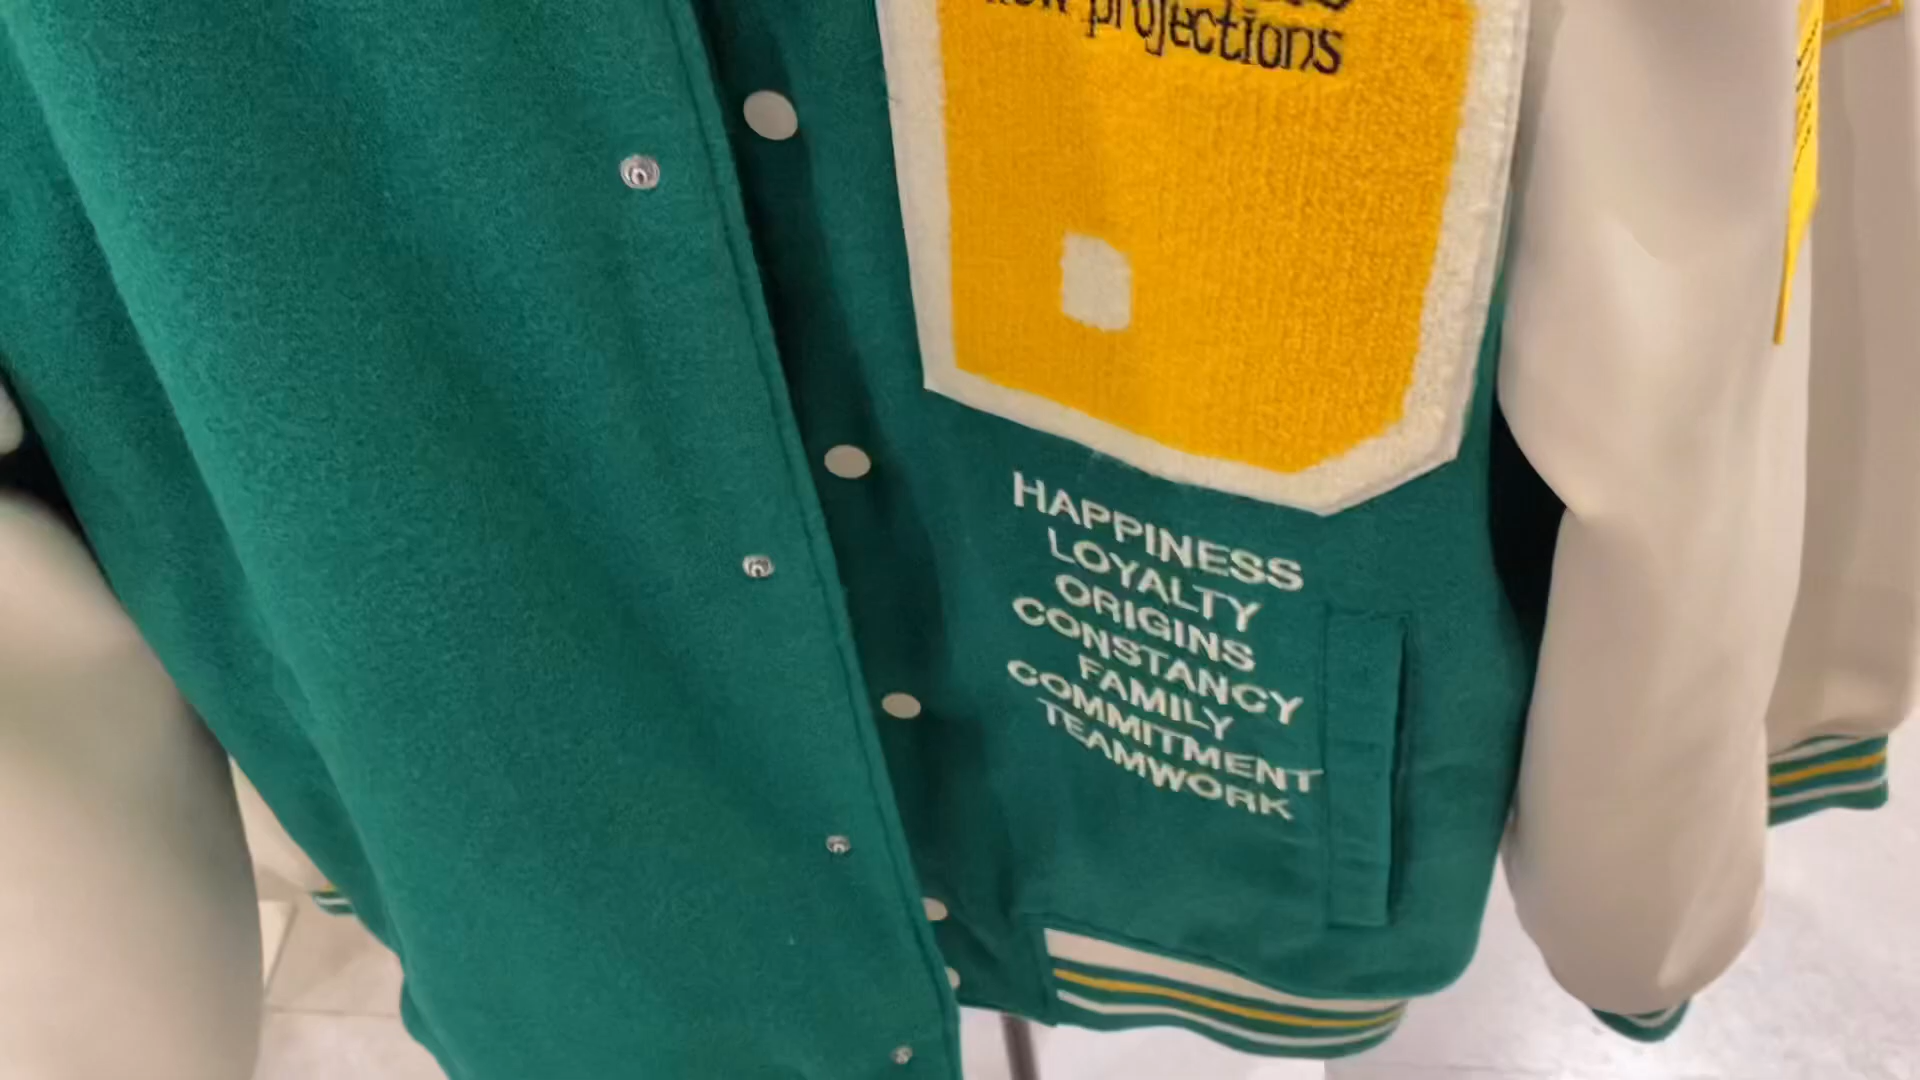 projections
HAPPINESS
LOYALTY
ORIGINS
CONSTANCY
FAMILY
COMMITMENT
TEAMWORK